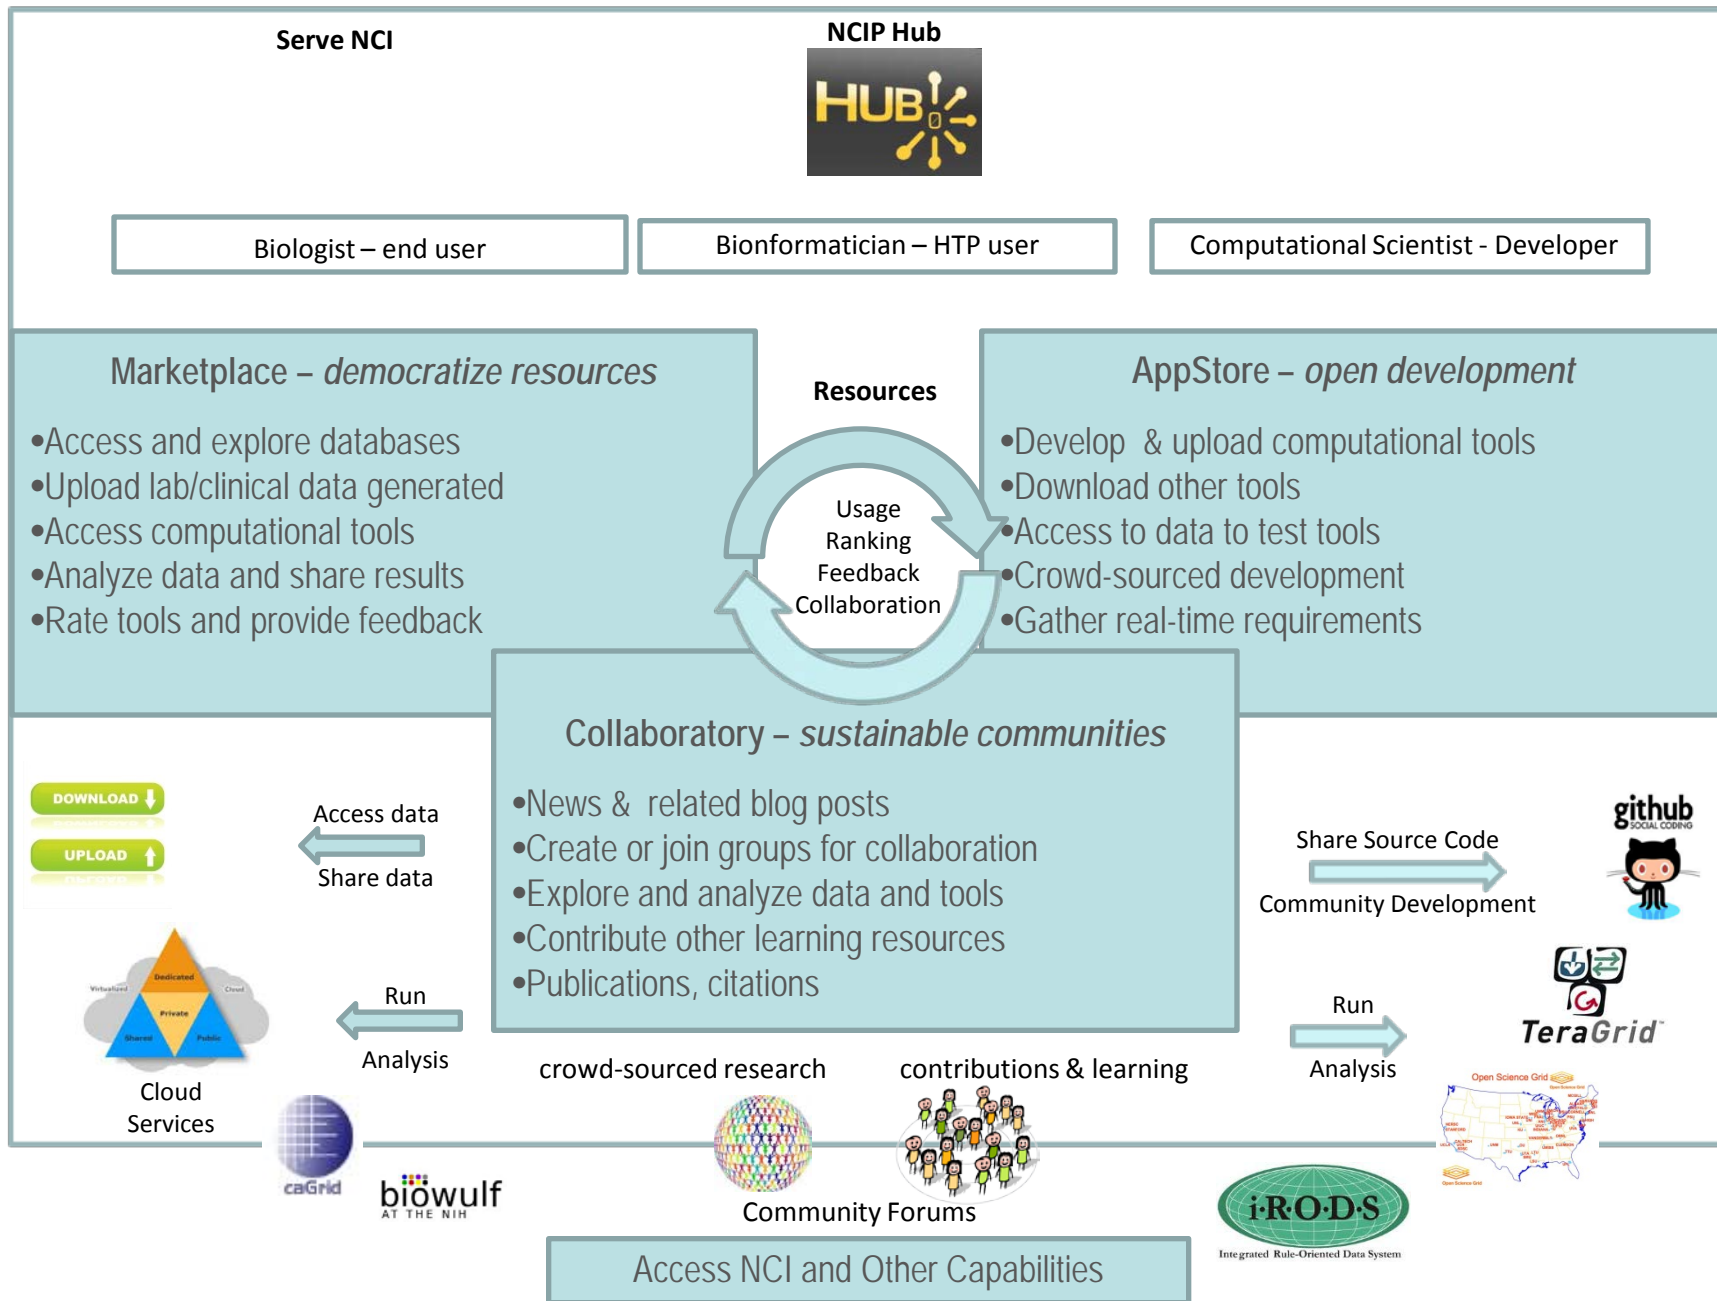 Serve NCI
NCIP Hub
HUB
Biologist – end user
Bionformatician – HTP user
Computational Scientist - Developer
Marketplace – democratize resources
•Access and explore databases
•Upload lab/clinical data generated
•Access computational tools
•Analyze data and share results
•Rate tools and provide feedback
Resources
Usage
Ranking
Feedback
Collaboration
AppStore – open development
•Develop & upload computational tools
•Download other tools
•Access to data to test tools
•Crowd-sourced development
•Gather real-time requirements
Collaboratory – sustainable communities
•News & related blog posts
•Create or join groups for collaboration
•Explore and analyze data and tools
•Contribute other learning resources
•Publications, citations
DOWNLOAD
UPLOAD
Access data
Share data
Dedicated
Virtualized
Cloud
Private
Shared
Public
Cloud
Services
Run
Analysis
caGrid
biowulf
AT THE NIH
crowd-sourced research
contributions & learning
Community Forums
Share Source Code
Community Development
github
SOCIAL CODING
Run
Analysis
TeraGrid™
Open Science Grid
i·R·O·D·S
Integrated Rule-Oriented Data System
Access NCI and Other Capabilities